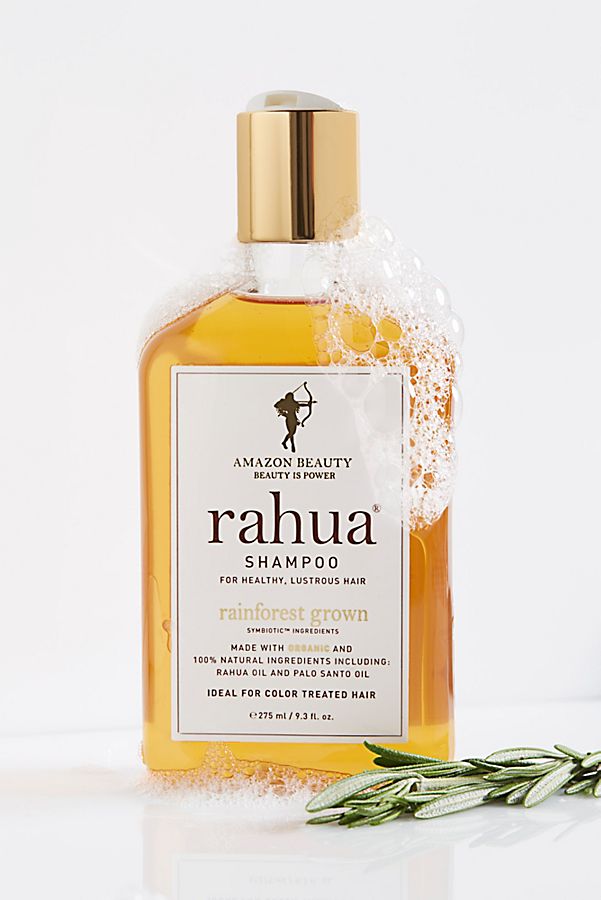 AMAZON BEAUTY
BEAUTY IS POWER
rahua®
SHAMPOO
FOR HEALTHY, LUSTROUS HAIR
rainforest grown
SYMBIOTIC™ INGREDIENTS
MADE WITH ORGANIC AND
100% NATURAL INGREDIENTS INCLUDING:
RAHUA OIL AND PALO SANTO OIL
IDEAL FOR COLOR TREATED HAIR
℮ 275 ml / 9.3 fl. oz.